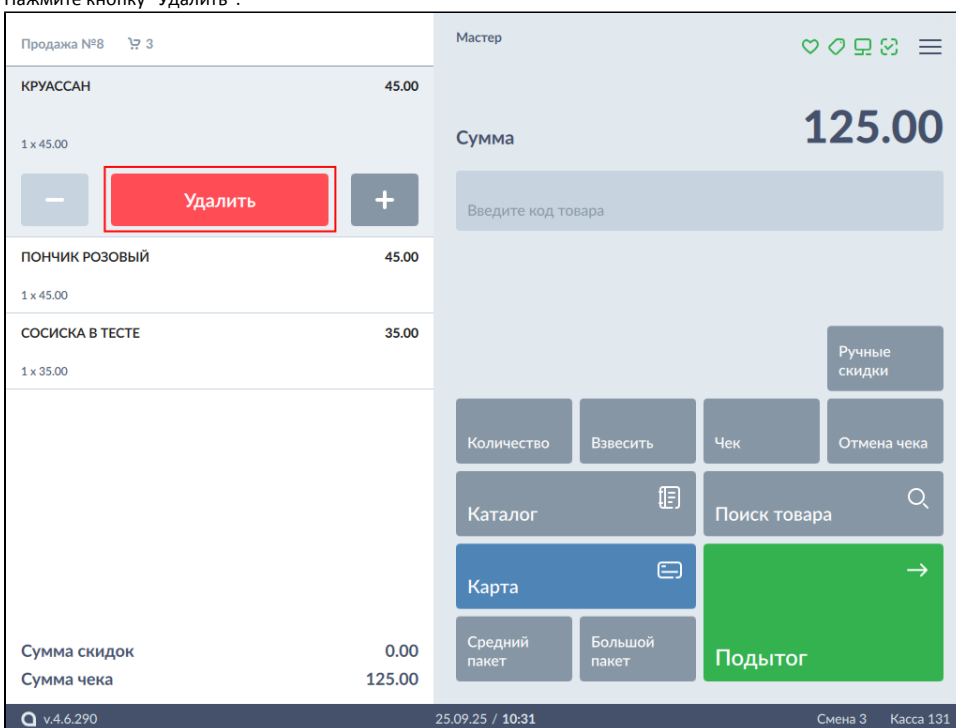 Нажмите кнопку "Удалить".
Продажа №8 3
КРУАССАН 45.00
1 x 45.00
Удалить
ПОНЧИК РОЗОВЫЙ 45.00
1 x 45.00
СОСИСКА В ТЕСТЕ 35.00
1 x 35.00
Сумма скидок 0.00
Сумма чека 125.00
Мастер
Сумма 125.00
Введите код товара
Ручные
скидки
Количество Взвесить Чек Отмена чека
Каталог Поиск товара
Карта
Средний
пакет
Большой
пакет
Подытог
v.4.6.290 25.09.25 / 10:31 Смена 3 Касса 131